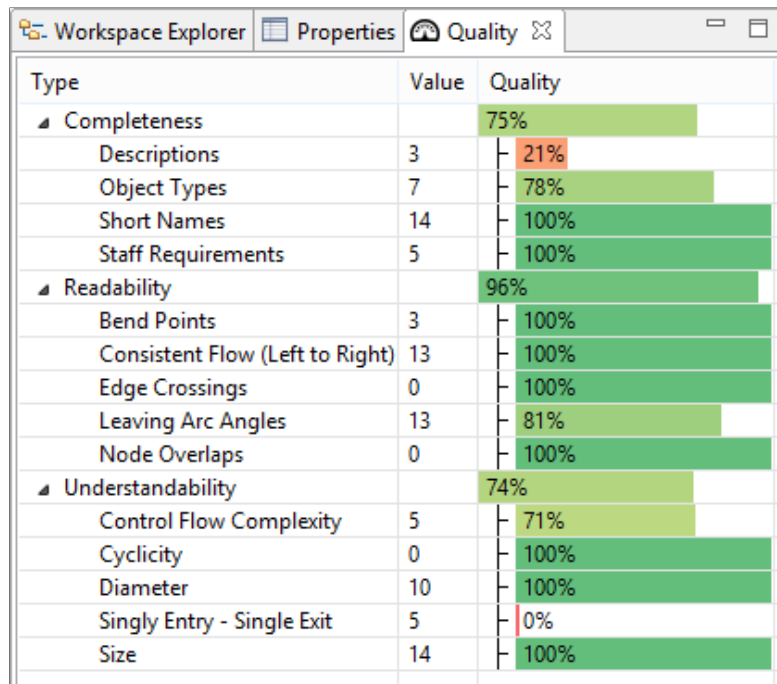 Workspace Explorer Properties Quality
Type Value Quality
Completeness 75%
Descriptions 3 21%
Object Types 7 78%
Short Names 14 100%
Staff Requirements 5 100%
Readability 96%
Bend Points 3 100%
Consistent Flow (Left to Right) 13 100%
Edge Crossings 0 100%
Leaving Arc Angles 13 81%
Node Overlaps 0 100%
Understandability 74%
Control Flow Complexity 5 71%
Cyclicity 0 100%
Diameter 10 100%
Singly Entry - Single Exit 5 0%
Size 14 100%